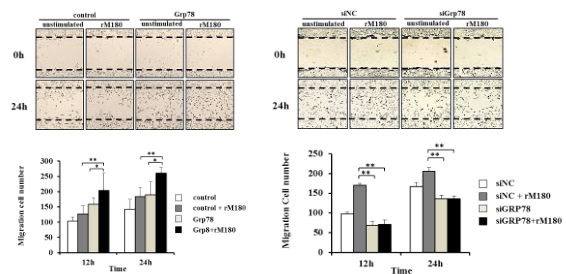 control Grp78
unstimulated rM180 unstimulated rM180
0h
24h
siNC siGrp78
unstimulated rM180 unstimulated rM180
0h
24h
Migration cell number
300
250
200
150
100
50
0
** *
** *
12h 24h
Time
control
control + rM180
Grp78
Grp8+rM180
Migration Cell number
250
200
150
100
50
0
** **
** **
12h 24h
Time
siNC
siNC + rM180
siGRP78
siGRP78+rM180